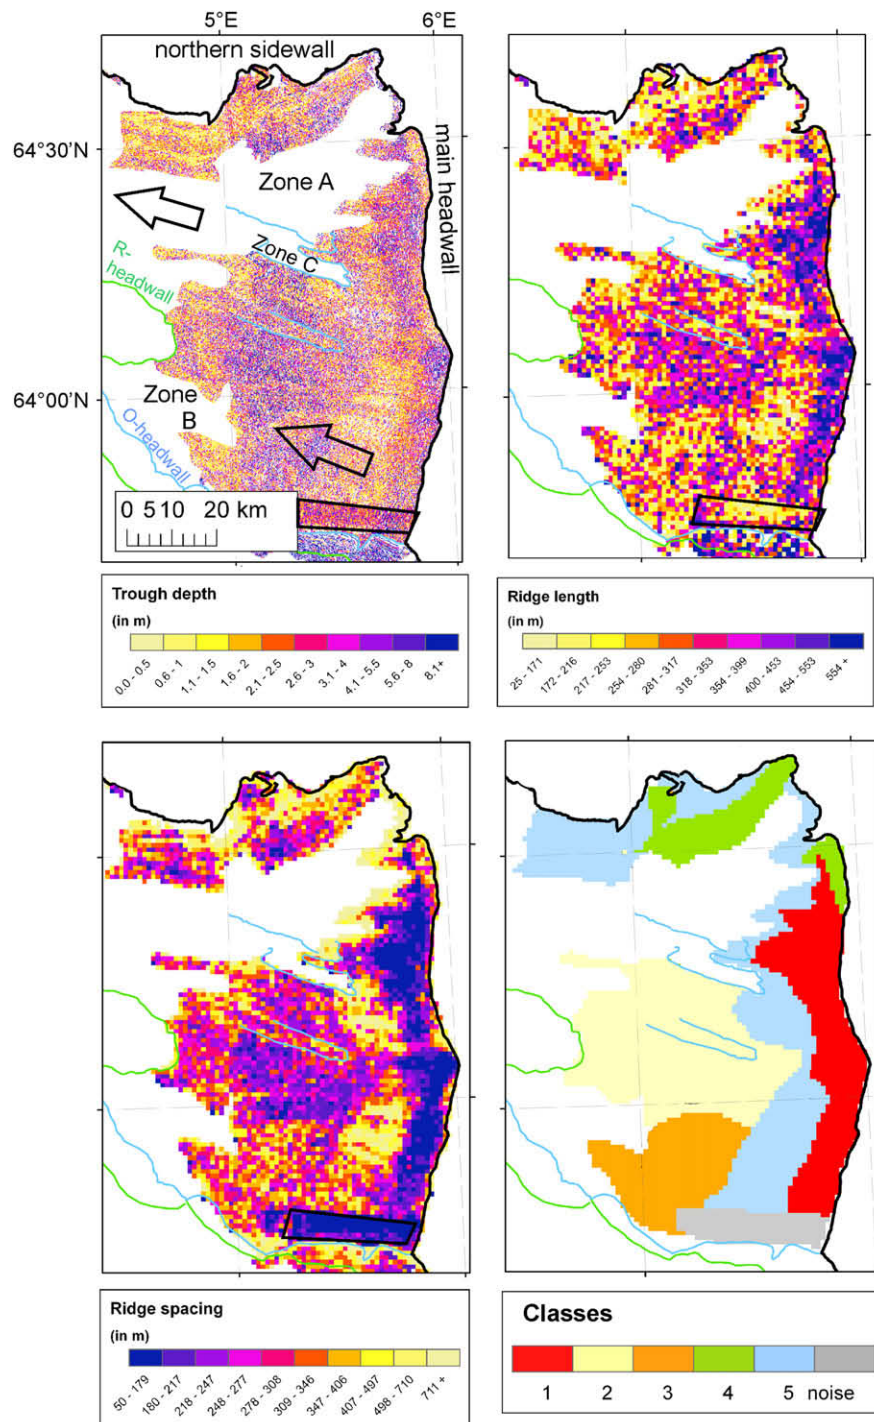 5°E
6°E
northern sidewall
main headwall
64°30'N
Zone A
Zone C
R-
headwall
64°00'N
Zone
B
O-headwall
0 5 10 20 km
Trough depth
(in m)
0.0 - 0.5
0.6 - 1
1.1 - 1.5
1.6 - 2
2.1 - 2.5
2.6 - 3
3.1 - 4
4.1 - 5.5
5.6 - 8
8.1+
Ridge length
(in m)
25 - 171
172 - 216
217 - 253
254 - 280
281 - 317
318 - 353
354 - 399
400 - 453
454 - 553
554 +
Ridge spacing
(in m)
50 - 179
180 - 217
218 - 247
248 - 277
278 - 308
309 - 346
347 - 406
407 - 497
498 - 710
711 +
Classes
1 2 3 4 5 noise